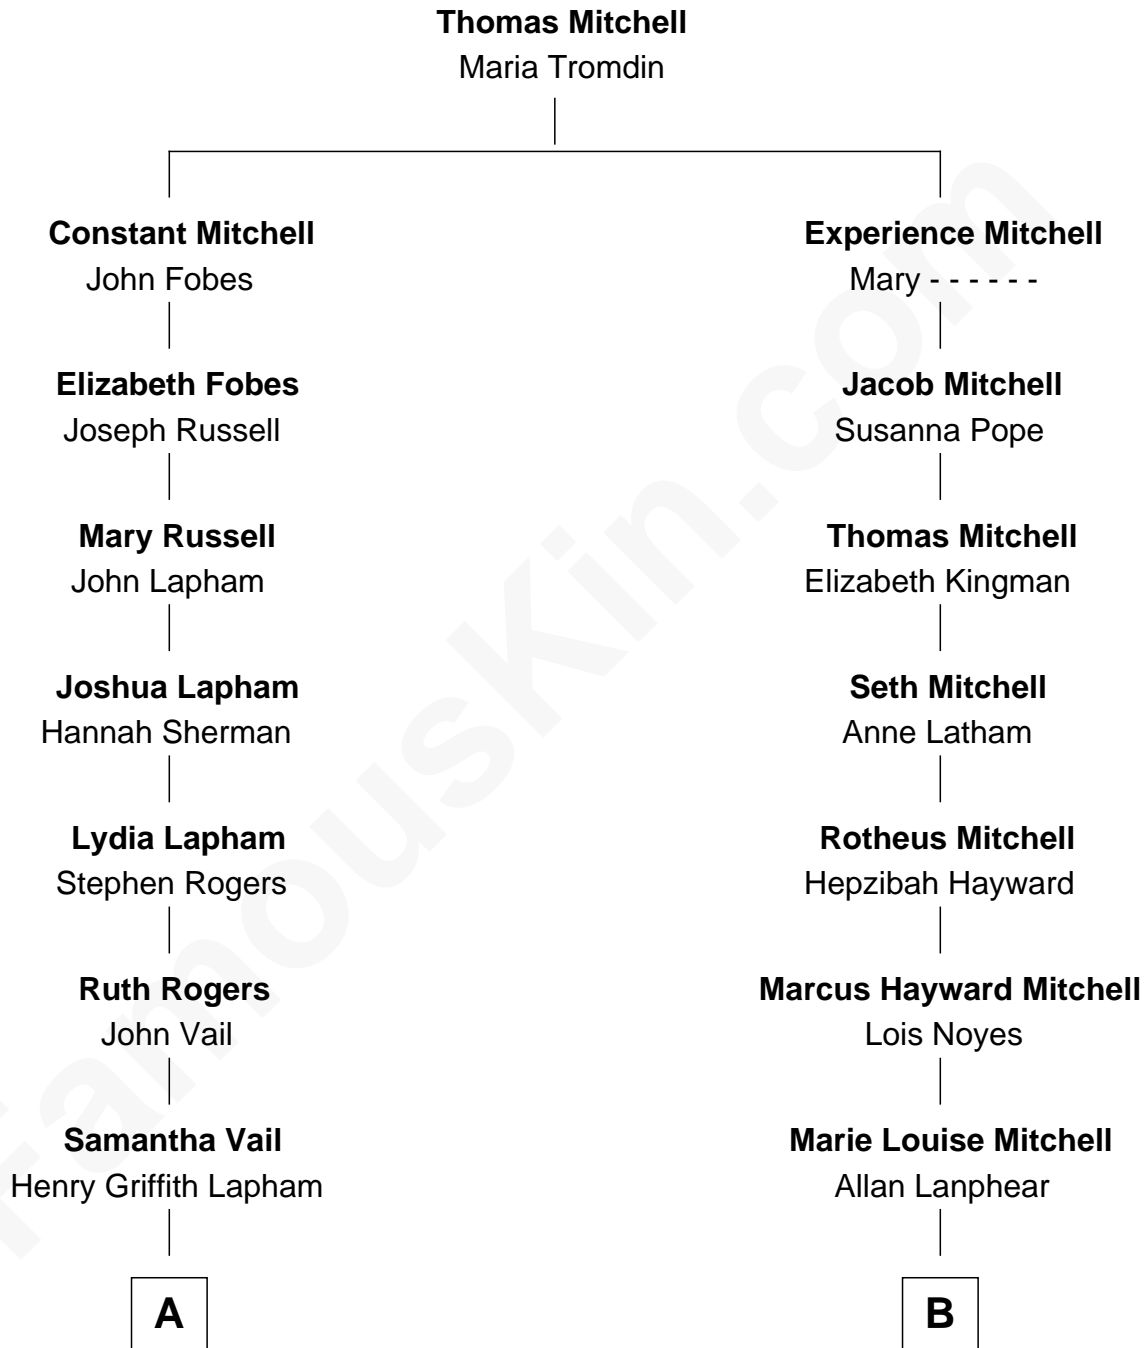 Thomas Mitchell
Maria Tromdin
Constant Mitchell
John Fobes
Experience Mitchell
Mary - - - - - -
Elizabeth Fobes
Joseph Russell
Jacob Mitchell
Susanna Pope
Mary Russell
John Lapham
Thomas Mitchell
Elizabeth Kingman
Joshua Lapham
Hannah Sherman
Seth Mitchell
Anne Latham
Lydia Lapham
Stephen Rogers
Rotheus Mitchell
Hepzibah Hayward
Ruth Rogers
John Vail
Marcus Hayward Mitchell
Lois Noyes
Samantha Vail
Henry Griffith Lapham
Marie Louise Mitchell
Allan Lanphear
A
B
FamousKin.com